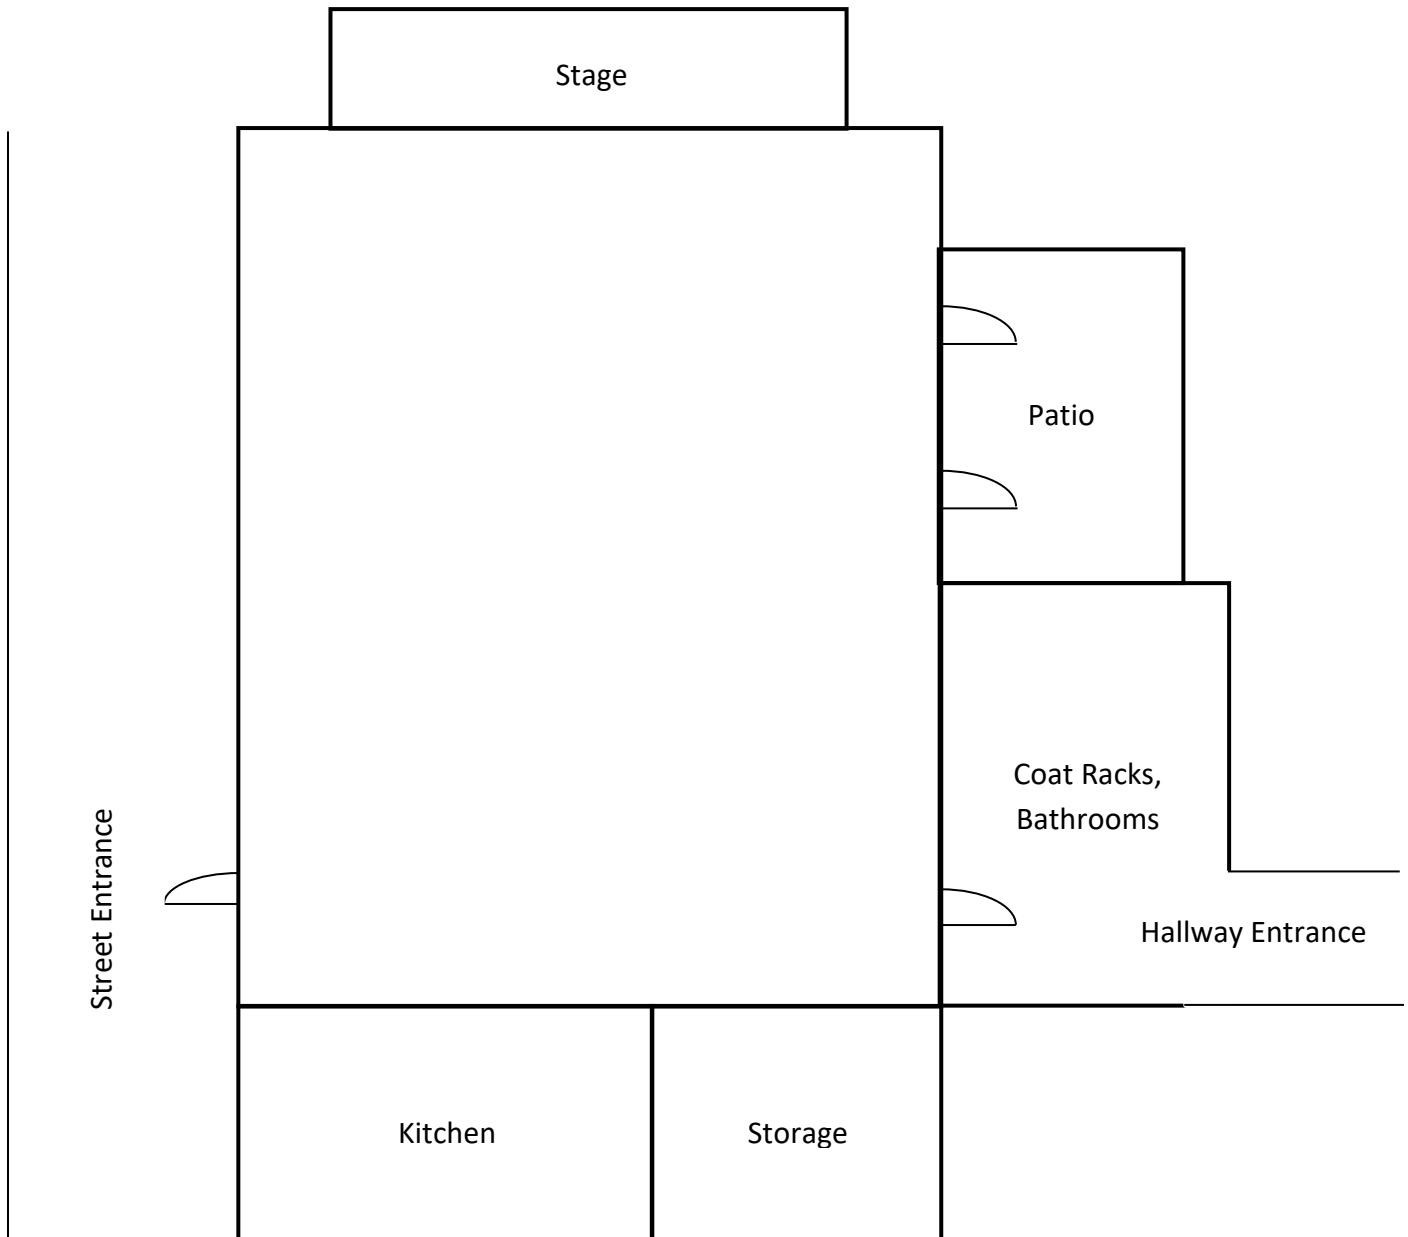 Stage
Patio
Coat Racks,
Bathrooms
Street Entrance
Hallway Entrance
Kitchen
Storage